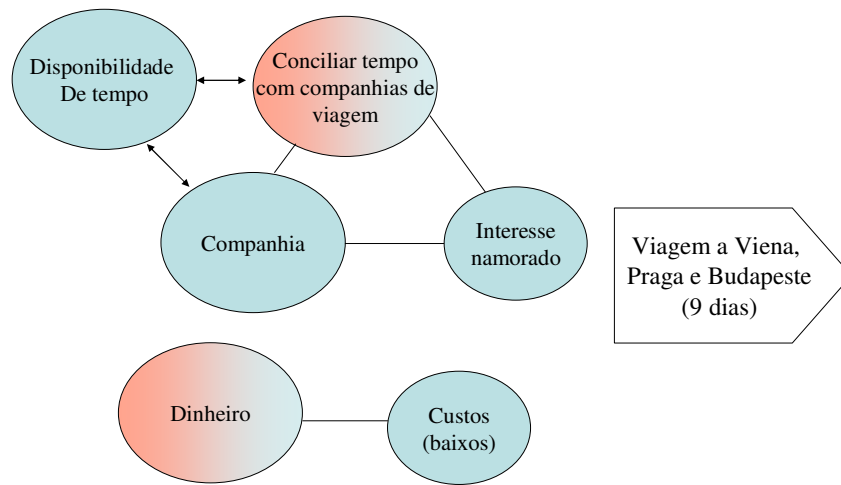 Disponibilidade
De tempo
Conciliar tempo
com companhias de
viagem
Companhia
Interesse
namorado
Viagem a Viena,
Praga e Budapeste
(9 dias)
Dinheiro
Custos
(baixos)